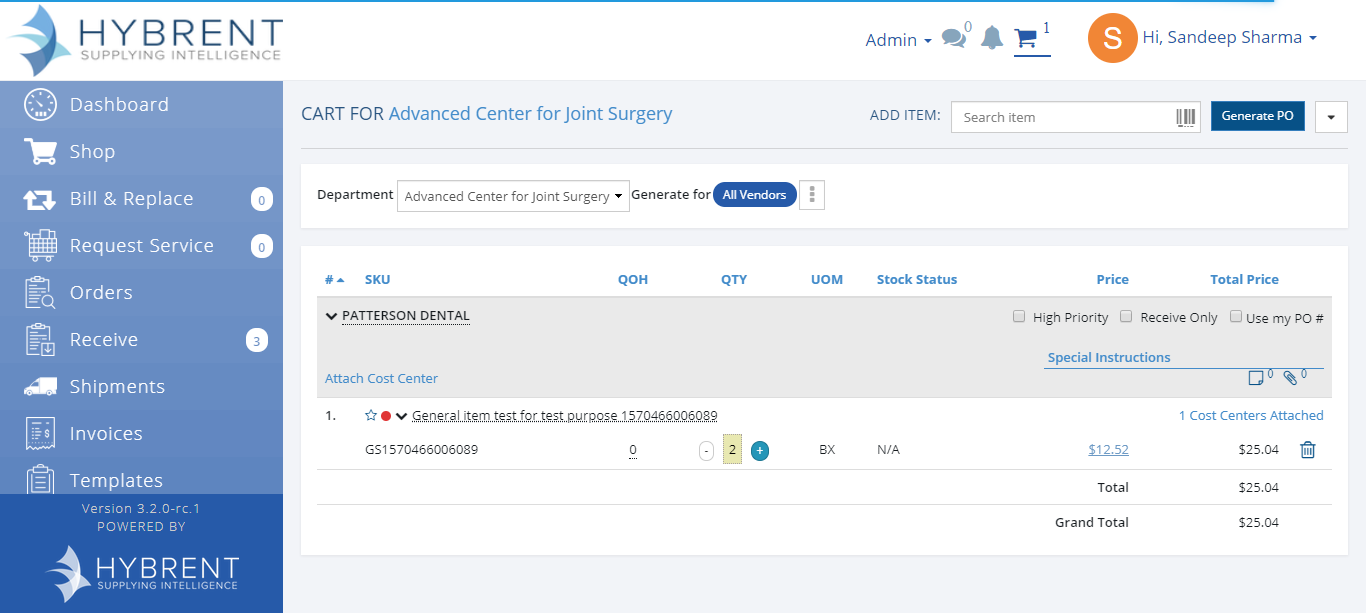 HYBRENT
SUPPLYING INTELLIGENCE
Admin 0 1 S Hi, Sandeep Sharma
Dashboard
Shop
Bill & Replace 0
Request Service 0
Orders
Receive 3
Shipments
Invoices
Templates
Version 3.2.0-rc.1
POWERED BY
HYBRENT
SUPPLYING INTELLIGENCE
CART FOR Advanced Center for Joint Surgery
ADD ITEM: Search item Generate PO
Department Advanced Center for Joint Surgery Generate for All Vendors
# SKU QOH QTY UOM Stock Status Price Total Price
PATTERSON DENTAL High Priority Receive Only Use my PO #
Special Instructions
Attach Cost Center 0 0
1. General item test for test purpose 1570466006089 1 Cost Centers Attached
GS1570466006089 0 - 2 + BX N/A $12.52 $25.04
Total $25.04
Grand Total $25.04